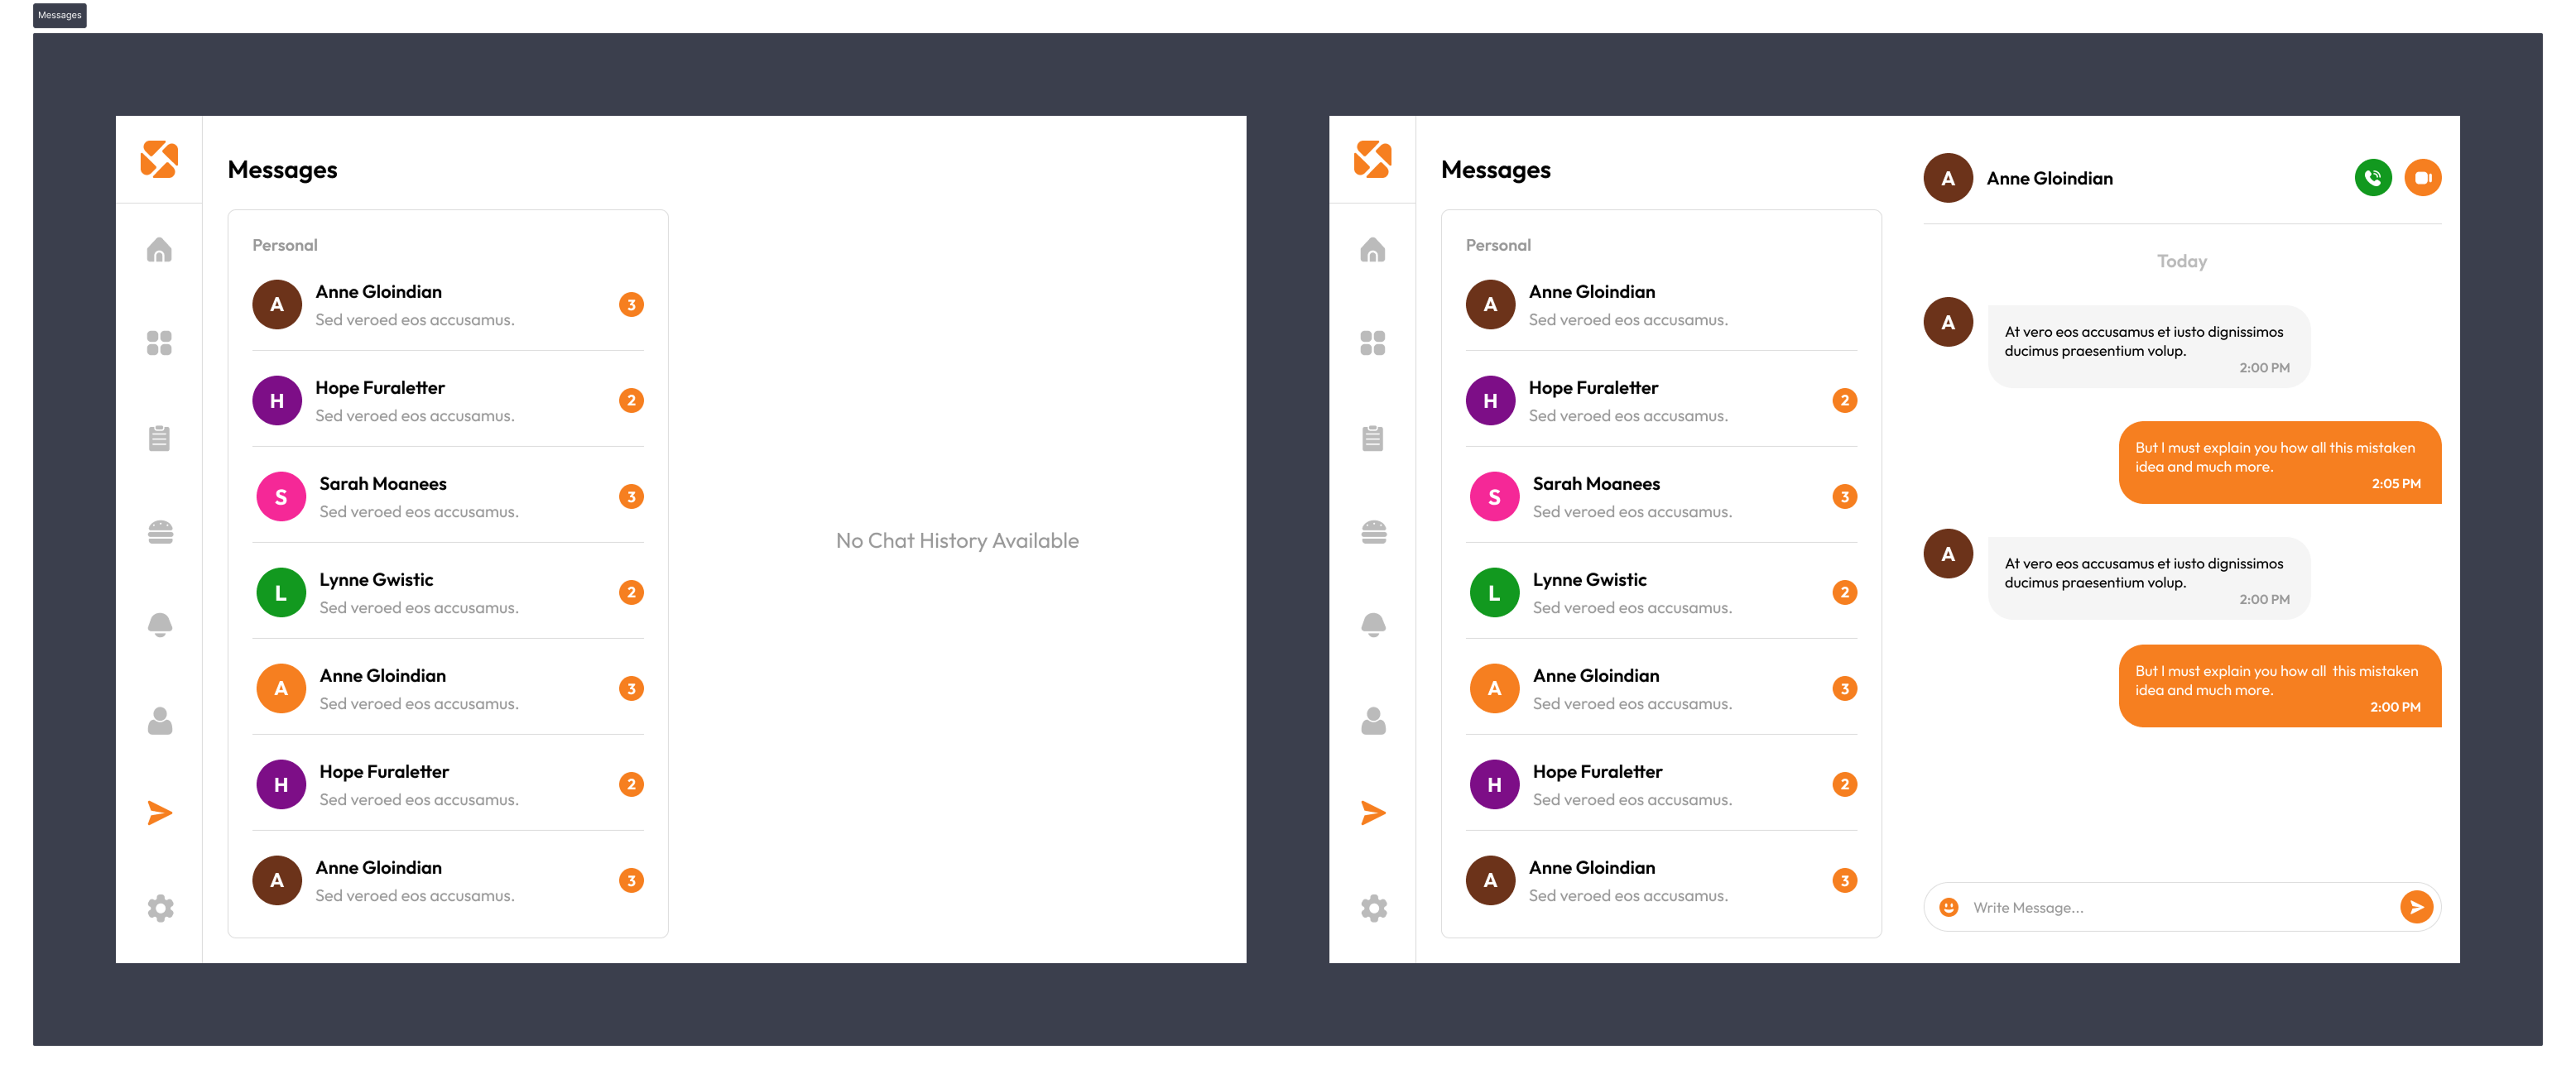 Messages
Messages
Personal
A
Anne Gloindian
Sed veroed eos accusamus.
3
H
Hope Furaletter
Sed veroed eos accusamus.
2
S
Sarah Moanees
Sed veroed eos accusamus.
3
L
Lynne Gwistic
Sed veroed eos accusamus.
2
A
Anne Gloindian
Sed veroed eos accusamus.
3
H
Hope Furaletter
Sed veroed eos accusamus.
2
A
Anne Gloindian
Sed veroed eos accusamus.
3
No Chat History Available
Messages
Personal
A
Anne Gloindian
Sed veroed eos accusamus.
H
Hope Furaletter
Sed veroed eos accusamus.
2
S
Sarah Moanees
Sed veroed eos accusamus.
3
L
Lynne Gwistic
Sed veroed eos accusamus.
2
A
Anne Gloindian
Sed veroed eos accusamus.
3
H
Hope Furaletter
Sed veroed eos accusamus.
2
A
Anne Gloindian
Sed veroed eos accusamus.
3
A
Anne Gloindian
Today
A
At vero eos accusamus et iusto dignissimos
ducimus praesentium volup.
2:00 PM
But I must explain you how all this mistaken
idea and much more.
2:05 PM
A
At vero eos accusamus et iusto dignissimos
ducimus praesentium volup.
2:00 PM
But I must explain you how all  this mistaken
idea and much more.
2:00 PM
Write Message...